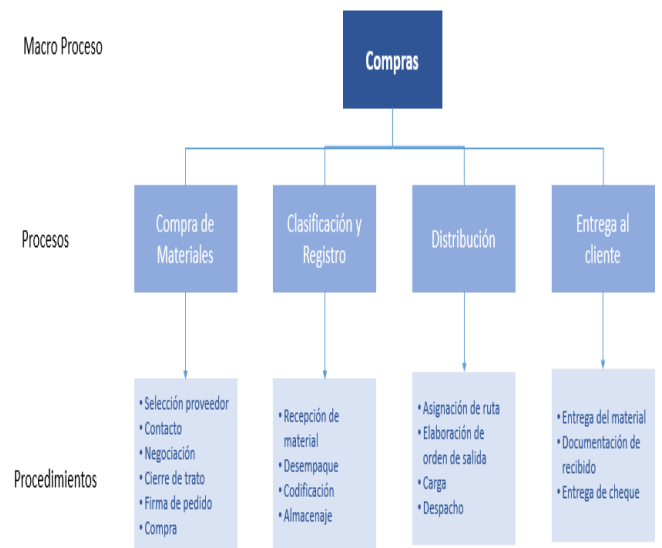 Macro Proceso
Compras
Procesos
Compra de
Materiales
Clasificación y
Registro
Distribución
Entrega al
cliente
Procedimientos
• Selección proveedor
• Contacto
• Negociación
• Cierre de trato
• Firma de pedido
• Compra
• Recepción de
material
• Desempaque
• Codificación
• Almacenaje
• Asignación de ruta
• Elaboración de
orden de salida
• Carga
• Despacho
• Entrega del material
• Documentación de
recibido
• Entrega de cheque